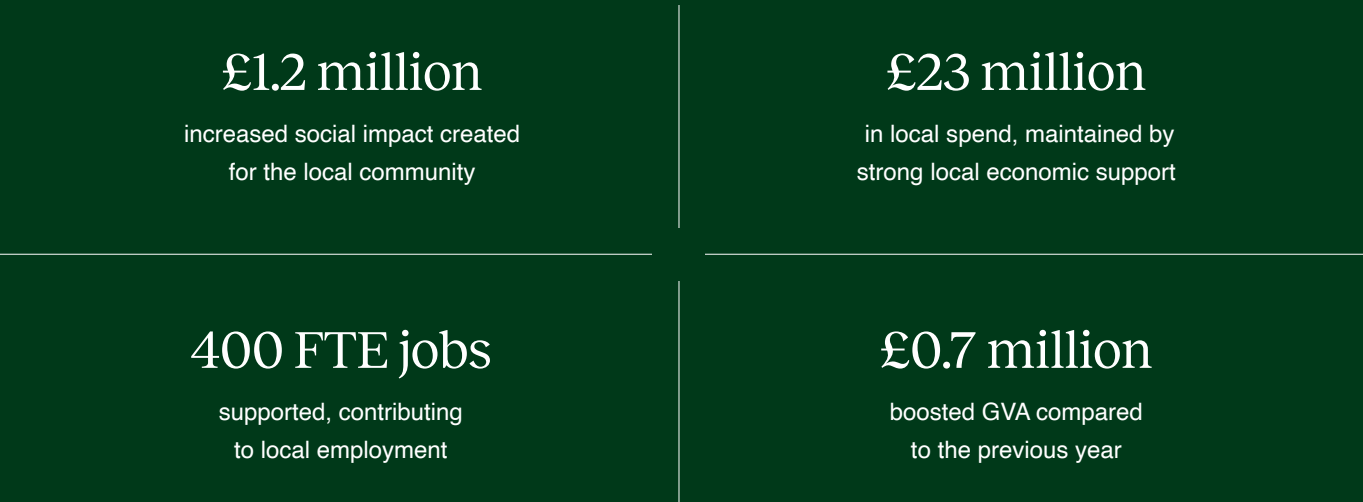 £1.2 million
increased social impact created
for the local community
£23 million
in local spend, maintained by
strong local economic support
400 FTE jobs
supported, contributing
to local employment
£0.7 million
boosted GVA compared
to the previous year